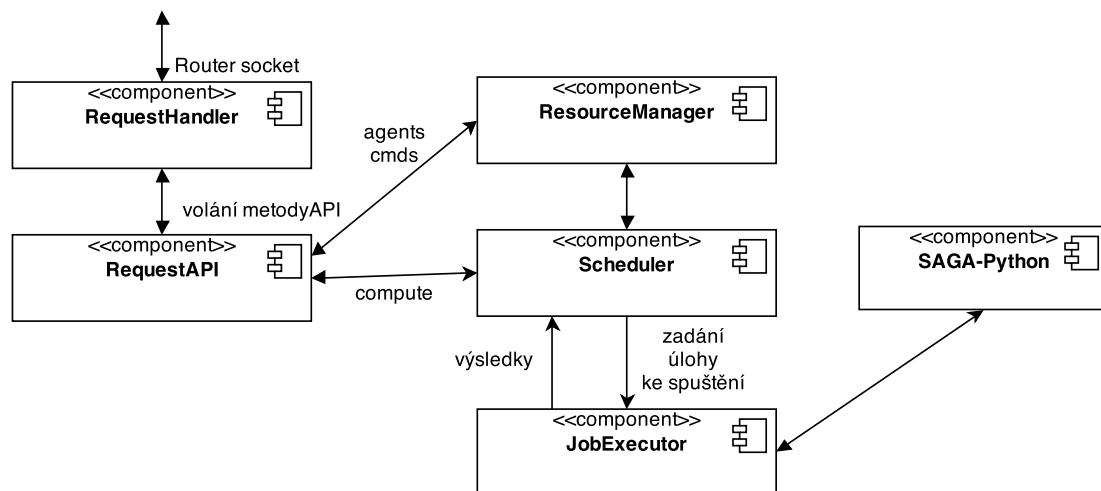 Router socket
<<component>>
RequestHandler
<<component>>
ResourceManager
agents
cmds
volání metodyAPI
<<component>>
RequestAPI
<<component>>
Scheduler
<<component>>
SAGA-Python
compute
výsledky
zadání
úlohy
ke spuštění
<<component>>
JobExecutor